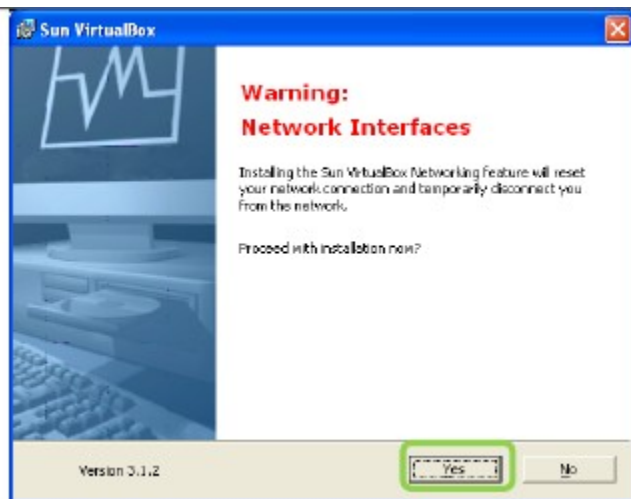 Sun VirtualBox
Warning:
Network Interfaces
Installing the Sun VirtualBox Networking feature will reset
your network connection and temporarily disconnect you
from the network.
Proceed with installation now?
Version 3.1.2
Yes
No